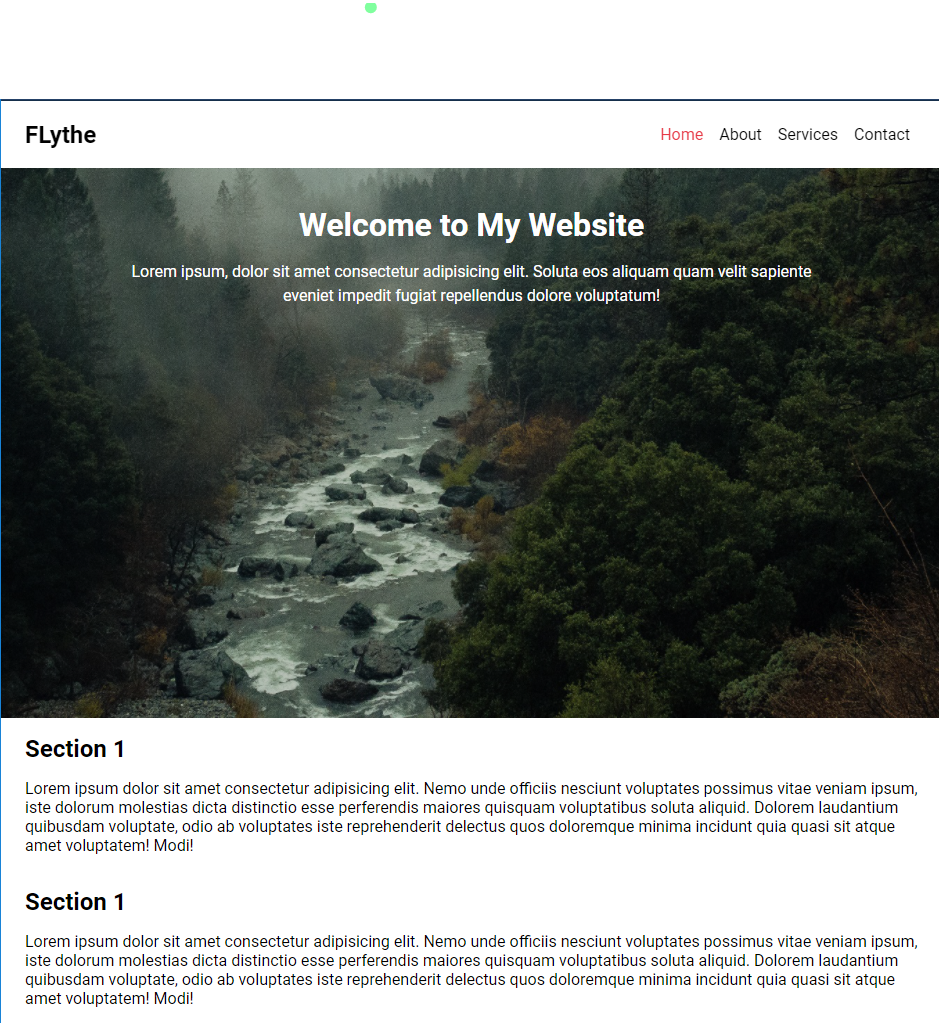 FLythe
Home About Services Contact
Welcome to My Website
Lorem ipsum, dolor sit amet consectetur adipisicing elit. Soluta eos aliquam quam velit sapiente
eveniet impedit fugiat repellendus dolore voluptatum!
Section 1
Lorem ipsum dolor sit amet consectetur adipisicing elit. Nemo unde officiis nesciunt voluptates possimus vitae veniam ipsum,
iste dolorum molestias dicta distinctio esse perferendis maiores quisquam voluptatibus soluta aliquid. Dolorem laudantium
quibusdam voluptate, odio ab voluptates iste reprehenderit delectus quos doloremque minima incidunt quia quasi sit atque
amet voluptatem! Modi!
Section 1
Lorem ipsum dolor sit amet consectetur adipisicing elit. Nemo unde officiis nesciunt voluptates possimus vitae veniam ipsum,
iste dolorum molestias dicta distinctio esse perferendis maiores quisquam voluptatibus soluta aliquid. Dolorem laudantium
quibusdam voluptate, odio ab voluptates iste reprehenderit delectus quos doloremque minima incidunt quia quasi sit atque
amet voluptatem! Modi!